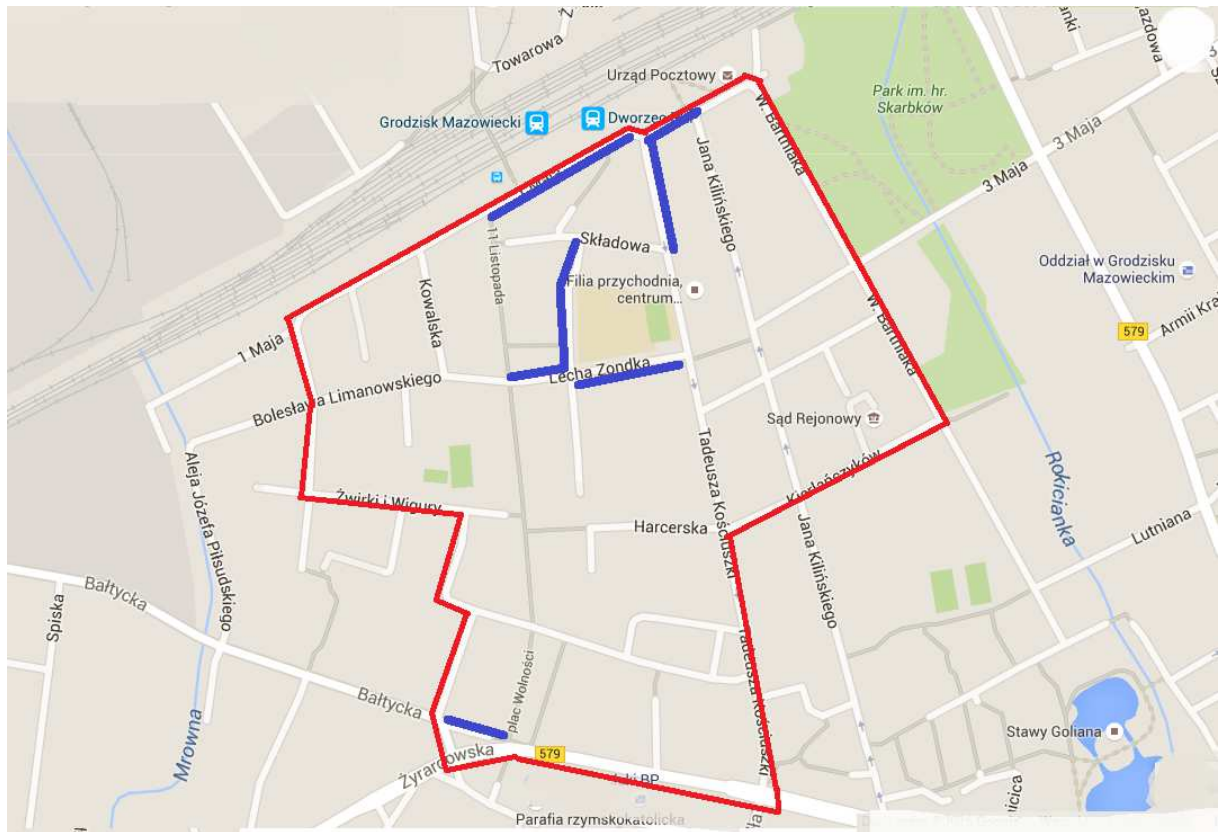 Towarowa
Urząd Pocztowy
Grodzisk Mazowiecki
Park im. hr.
Skarbków
3 Maja
3 Maja
W. Bartniaka
Jana Kilińskiego
11 Listopada
Składowa
Filia przychodnia,
centrum...
Oddział w Grodzisku
Mazowieckim
579
Armii
Kowalska
1 Maja
Lecha Zondka
Bolesława Limanowskiego
W. Bartniaka
Sąd Rejonowy
Tadeusza Kościuszki
Rokicianka
Aleja Józefa Piłsudskiego
Żwirki i Wigury
Harcerska
Jana Kilińskiego
Lutniana
Bałtycka
Spiska
Tadeusza Kościuszki
plac Wolności
Bałtycka
Mrowna
Stawy Goliana
Żyrardowska
579
Parafia rzymskokatolicka